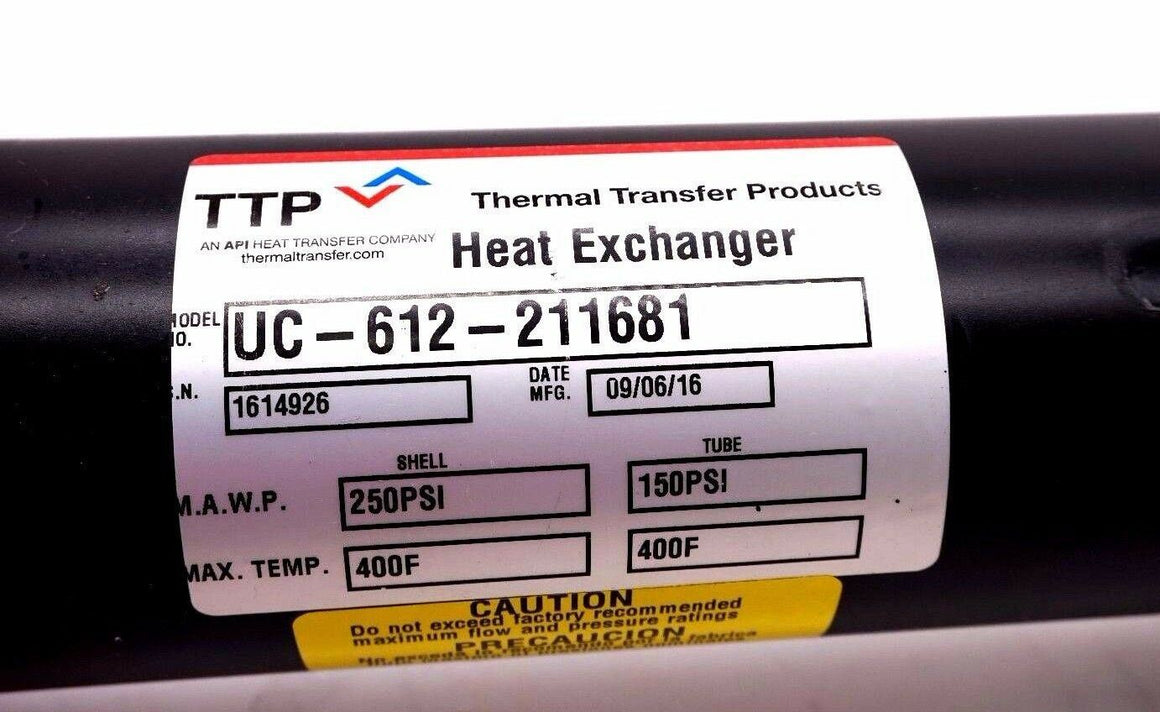 TTP
Thermal Transfer Products
AN API HEAT TRANSFER COMPANY
thermaltransfer.com
Heat Exchanger
MODEL NO.
UC-612-211681
S.N.
1614926
DATE MFG.
09/06/16
SHELL
TUBE
M.A.W.P.
250PSI
150PSI
MAX. TEMP.
400F
400F
CAUTION
Do not exceed factory recommended
maximum flow and pressure ratings
PRECAUCION